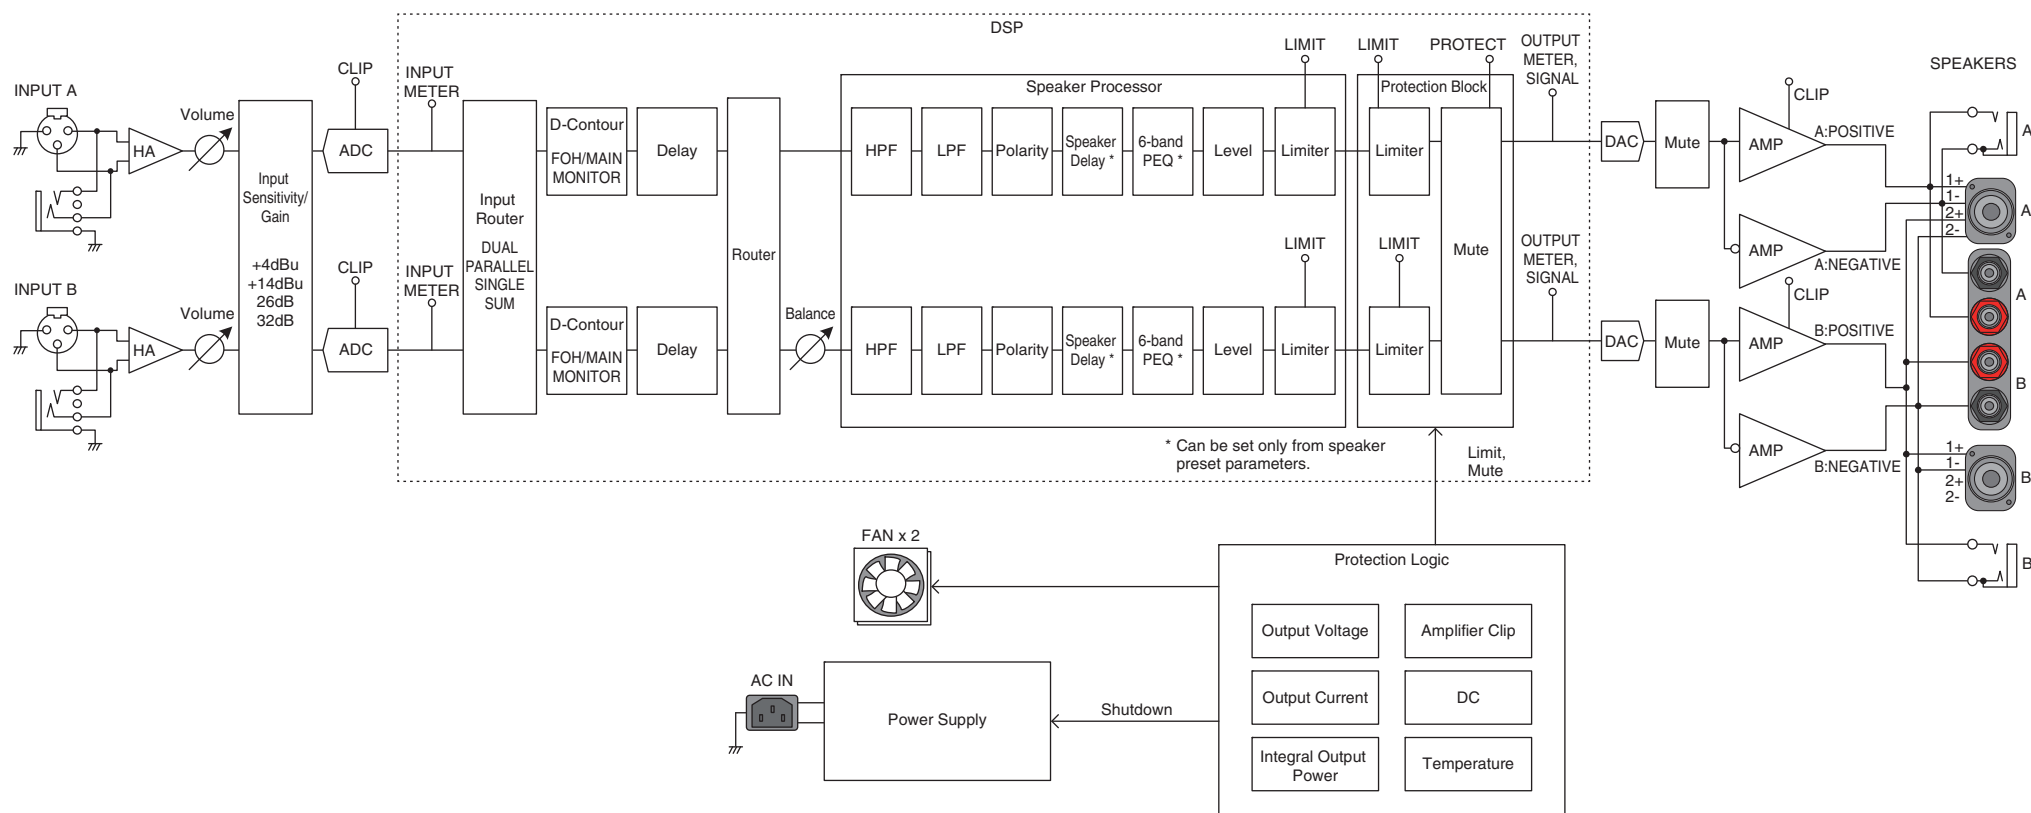 DSP
INPUT A
Volume
HA
Input
Sensitivity/
Gain
+4dBu
+14dBu
26dB
32dB
CLIP
ADC
INPUT
METER
Input
Router
DUAL
PARALLEL
SINGLE
SUM
D-Contour
FOH/MAIN
MONITOR
Delay
Router
Speaker Processor
HPF
LPF
Polarity
Speaker
Delay *
6-band
PEQ *
Level
LIMIT
Limiter
Protection Block
LIMIT
Limiter
PROTECT
Mute
OUTPUT
METER,
SIGNAL
DAC
Mute
CLIP
AMP
A:POSITIVE
AMP
A:NEGATIVE
SPEAKERS
A
1+
1-
2+
2-
A
A
B
INPUT B
Volume
HA
CLIP
ADC
INPUT
METER
D-Contour
FOH/MAIN
MONITOR
Delay
Balance
HPF
LPF
Polarity
Speaker
Delay *
6-band
PEQ *
Level
LIMIT
Limiter
LIMIT
Limiter
OUTPUT
METER,
SIGNAL
DAC
Mute
CLIP
AMP
B:POSITIVE
AMP
B:NEGATIVE
1+
1-
2+
2-
B
B
* Can be set only from speaker
preset parameters.
Limit,
Mute
FAN x 2
AC IN
Power Supply
Shutdown
Protection Logic
Output Voltage
Amplifier Clip
Output Current
DC
Integral Output
Power
Temperature